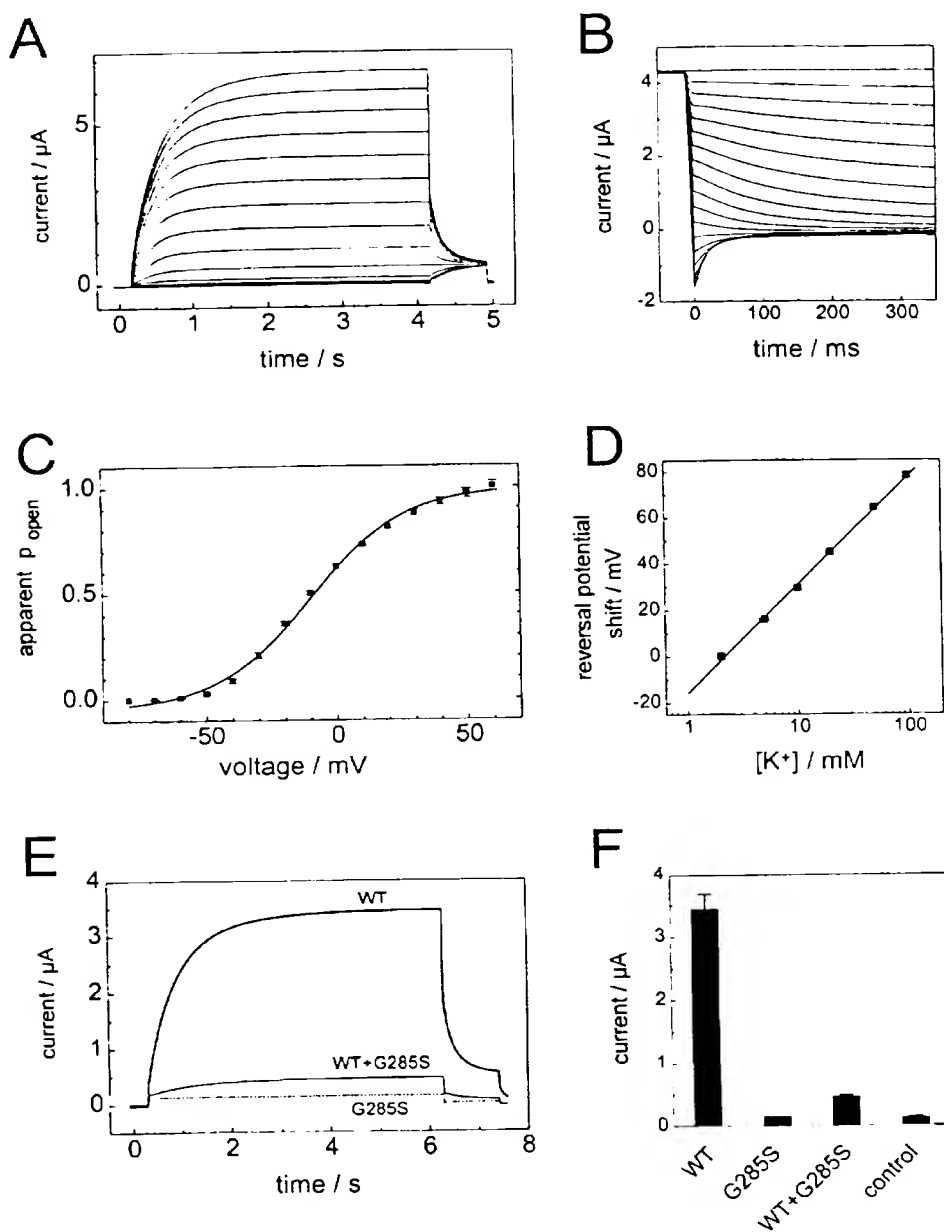 A
current / µA
5
0
0 1 2 3 4 5
time / s
B
current / µA
4
2
0
-2
0 100 200 300
time / ms
C
apparent p open
1.0
0.5
0.0
-50 0 50
voltage / mV
D
reversal potential
shift / mV
80
60
40
20
0
-20
1 10 100
[K+] / mM
E
current / µA
4
3
2
1
0
WT
WT+G285S
G285S
0 2 4 6 8
time / s
F
current / µA
4
3
2
1
0
WT
G285S
WT+G285S
control